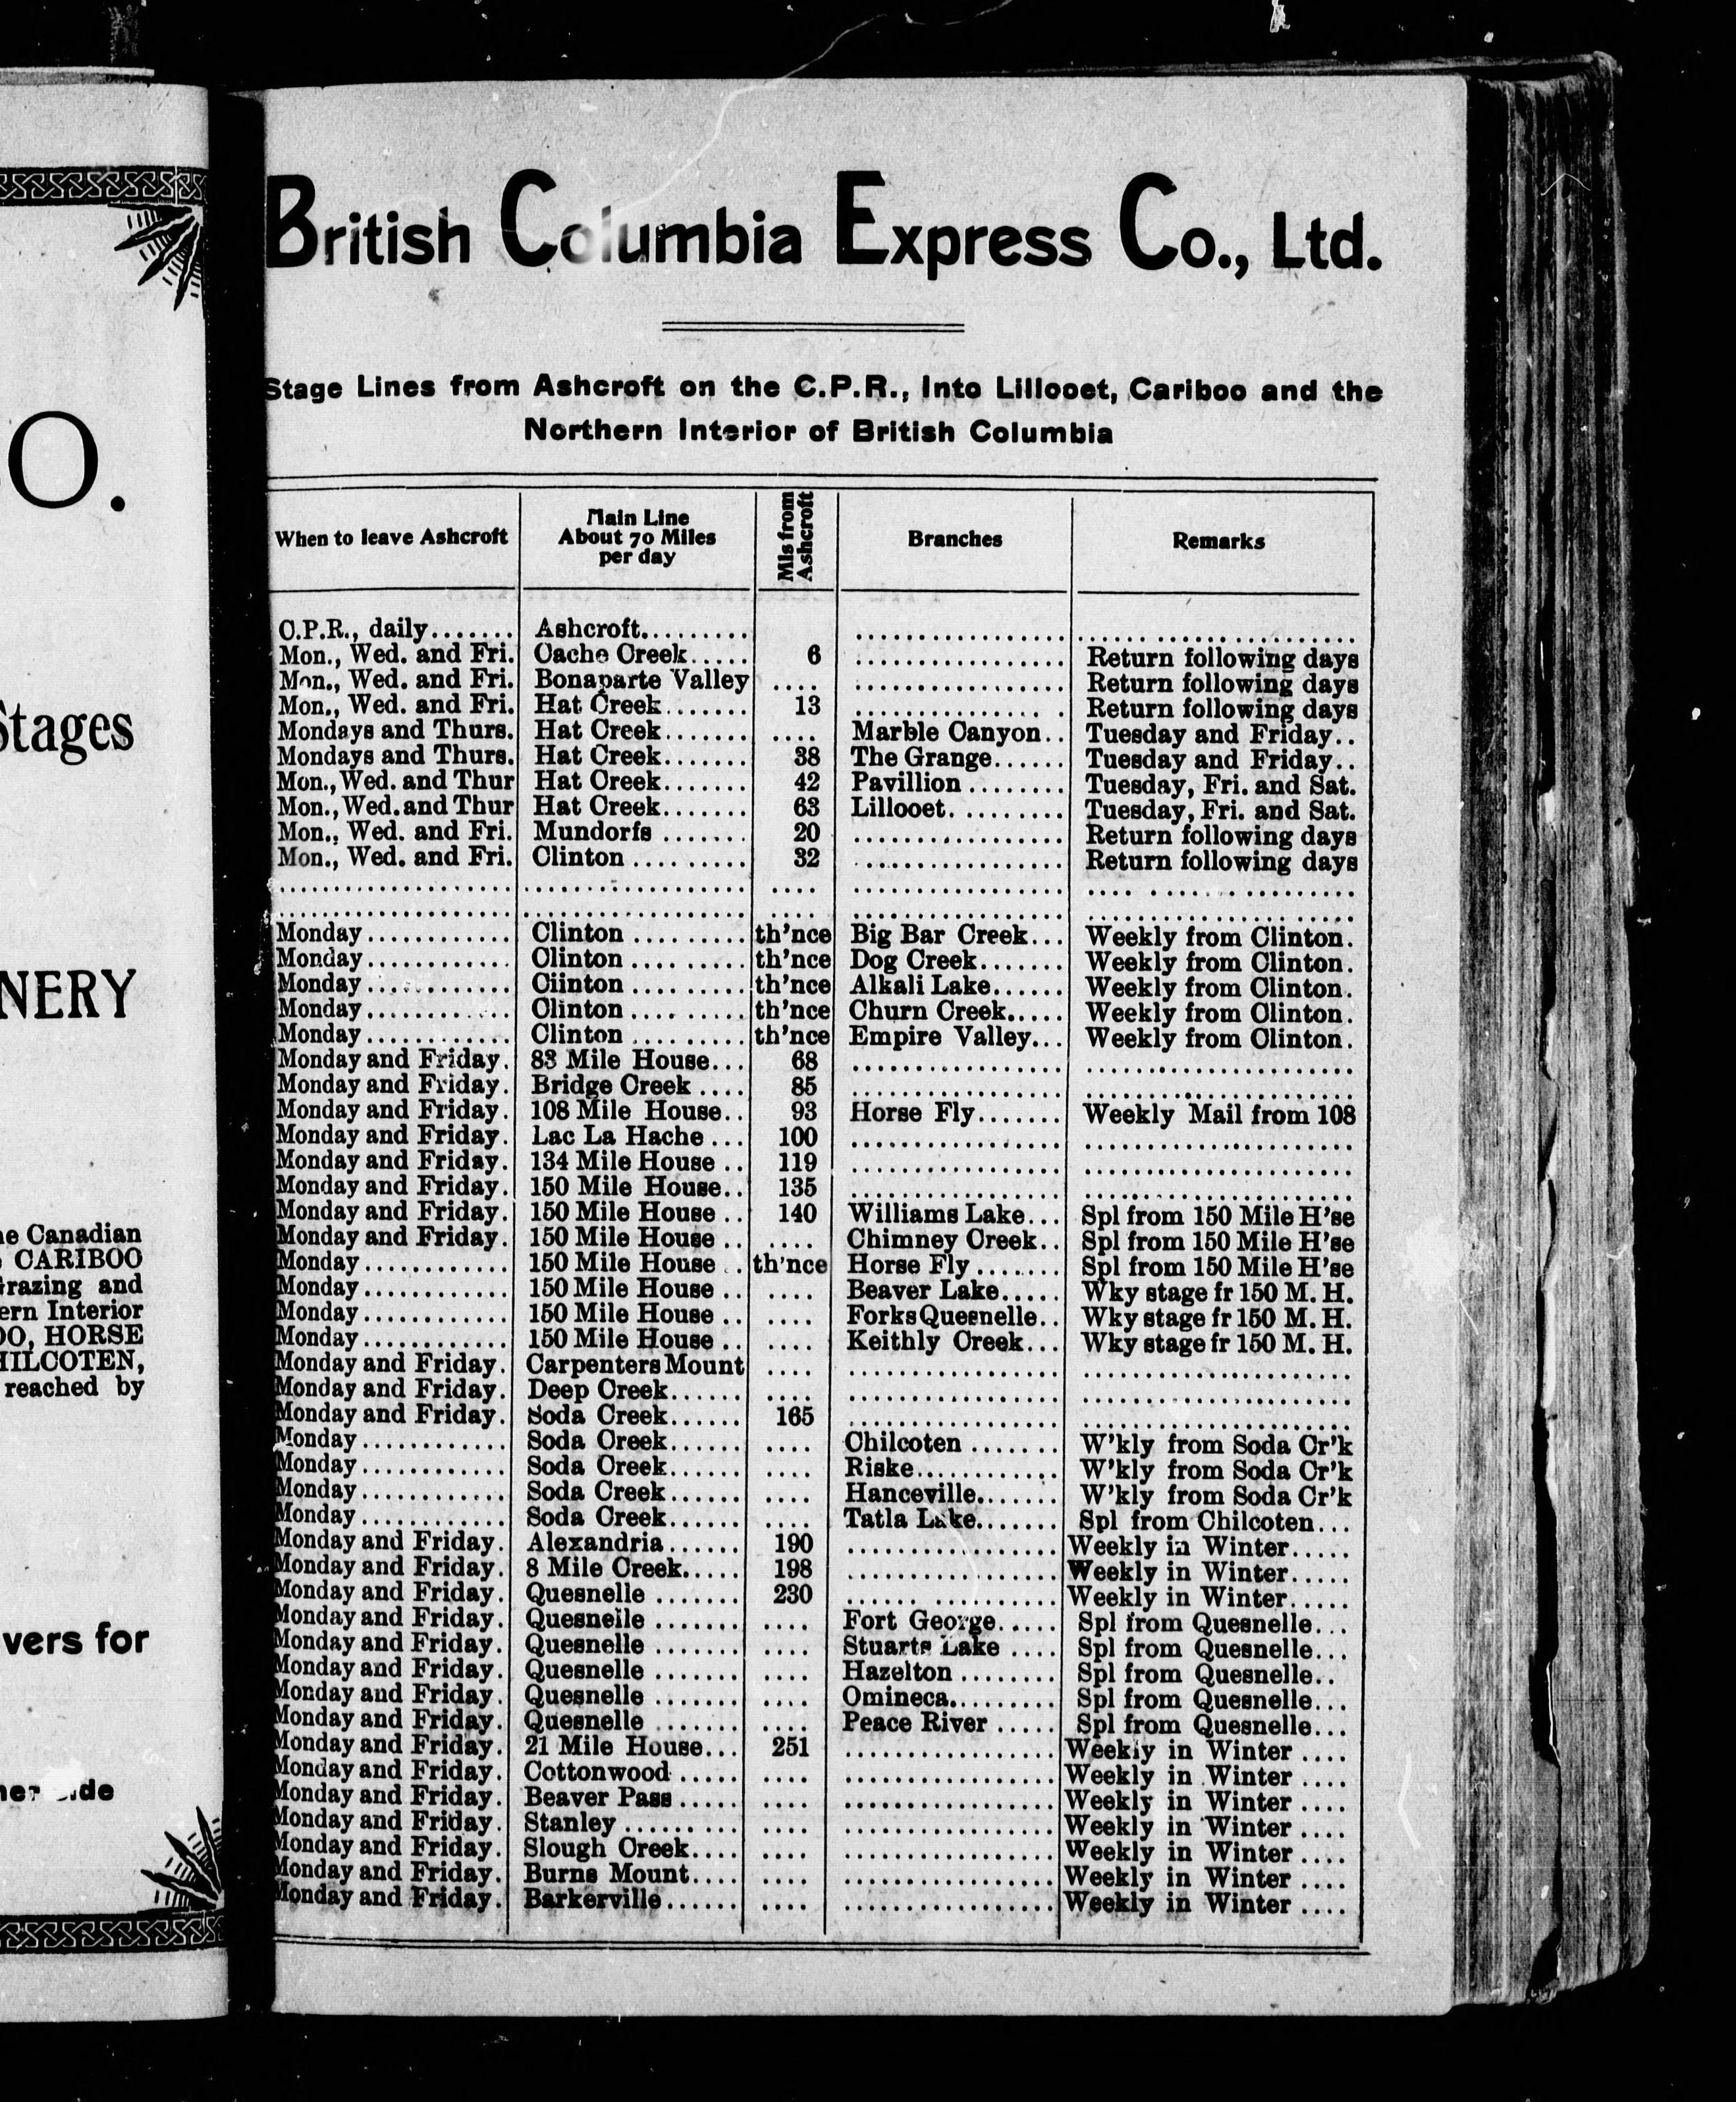 O.
Stages
NERY
he Canadian
CARIBOO
Grazing and
ern Interior
OO, HORSE
HILCOTEN,
reached by
vers for
British Columbia Express Co., Ltd.
Stage Lines from Ashcroft on the C.P.R., Into Lillooet, Cariboo and the
Northern Interior of British Columbia
When to leave Ashcroft | Main Line About 70 Miles per day | Mls from Ashcroft | Branches | Remarks
C.P.R., daily....... Ashcroft.........
Mon., Wed. and Fri. Cache Creek..... 6 Return following days
Mon., Wed. and Fri. Bonaparte Valley .... Return following days
Mon., Wed. and Fri. Hat Creek....... 13 Return following days
Mondays and Thurs. Hat Creek....... .... Marble Canyon.. Tuesday and Friday..
Mondays and Thurs. Hat Creek....... 38 The Grange...... Tuesday and Friday..
Mon., Wed. and Thur Hat Creek....... 42 Pavillion ........ Tuesday, Fri. and Sat.
Mon., Wed. and Thur Hat Creek....... 63 Lillooet.......... Tuesday, Fri. and Sat.
Mon., Wed. and Fri. Mundorfs ....... 20 Return following days
Mon., Wed. and Fri. Clinton ......... 32 Return following days
Monday............ Clinton ......... th'nce Big Bar Creek... Weekly from Clinton.
Monday............ Clinton ......... th'nce Dog Creek....... Weekly from Clinton.
Monday............ Ciinton ......... th'nce Alkali Lake...... Weekly from Clinton.
Monday............ Clinton ......... th'nce Churn Creek..... Weekly from Clinton.
Monday............ Clinton ......... th'nce Empire Valley... Weekly from Clinton.
Monday and Friday. 83 Mile House... 68
Monday and Friday. Bridge Creek .... 85
Monday and Friday. 108 Mile House.. 93 Horse Fly....... Weekly Mail from 108
Monday and Friday. Lac La Hache ... 100
Monday and Friday. 134 Mile House .. 119
Monday and Friday. 150 Mile House.. 135
Monday and Friday. 150 Mile House .. 140 Williams Lake... Spl from 150 Mile H'se
Monday and Friday. 150 Mile House .. .... Chimney Creek.. Spl from 150 Mile H'se
Monday............ 150 Mile House .. th'nce Horse Fly....... Spl from 150 Mile H'se
Monday............ 150 Mile House .. .... Beaver Lake..... Wky stage fr 150 M. H.
Monday............ 150 Mile House .. .... Forks Quesnelle.. Wky stage fr 150 M. H.
Monday............ 150 Mile House .. .... Keithly Creek... Wky stage fr 150 M. H.
Monday and Friday. Carpenters Mount ....
Monday and Friday. Deep Creek...... ....
Monday and Friday. Soda Creek...... 165
Monday............ Soda Creek...... .... Chilcoten ....... W'kly from Soda Cr'k
Monday............ Soda Creek...... .... Riske............ W'kly from Soda Cr'k
Monday............ Soda Creek...... .... Hanceville....... W'kly from Soda Cr'k
Monday............ Soda Creek...... .... Tatla Lake....... Spl from Chilcoten...
Monday and Friday. Alexandria...... 190 Weekly in Winter.....
Monday and Friday. 8 Mile Creek..... 198 Weekly in Winter.....
Monday and Friday. Quesnelle ....... 230 Weekly in Winter.....
Monday and Friday. Quesnelle ....... .... Fort George..... Spl from Quesnelle...
Monday and Friday. Quesnelle ....... .... Stuarts Lake .... Spl from Quesnelle...
Monday and Friday. Quesnelle ....... .... Hazelton ........ Spl from Quesnelle..
Monday and Friday. Quesnelle ....... .... Omineca......... Spl from Quesnelle...
Monday and Friday. Quesnelle ....... .... Peace River ..... Spl from Quesnelle...
Monday and Friday. 21 Mile House... 251 Weekly in Winter ....
Monday and Friday. Cottonwood ..... .... Weekly in Winter ....
Monday and Friday. Beaver Pass ..... .... Weekly in Winter ....
Monday and Friday. Stanley ......... .... Weekly in Winter ....
Monday and Friday. Slough Creek.... .... Weekly in Winter ....
Monday and Friday. Burns Mount.... .... Weekly in Winter ....
Monday and Friday. Barkerville...... .... Weekly in Winter ....